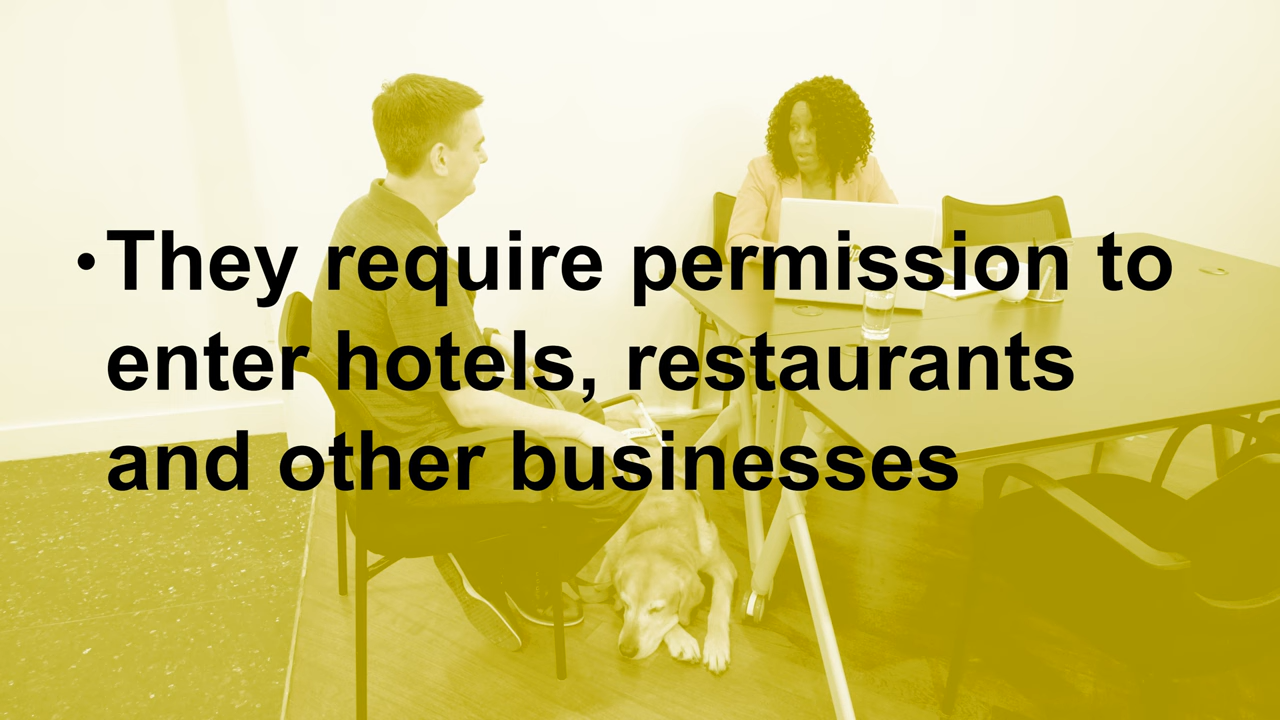 •They require permission to
enter hotels, restaurants
and other businesses